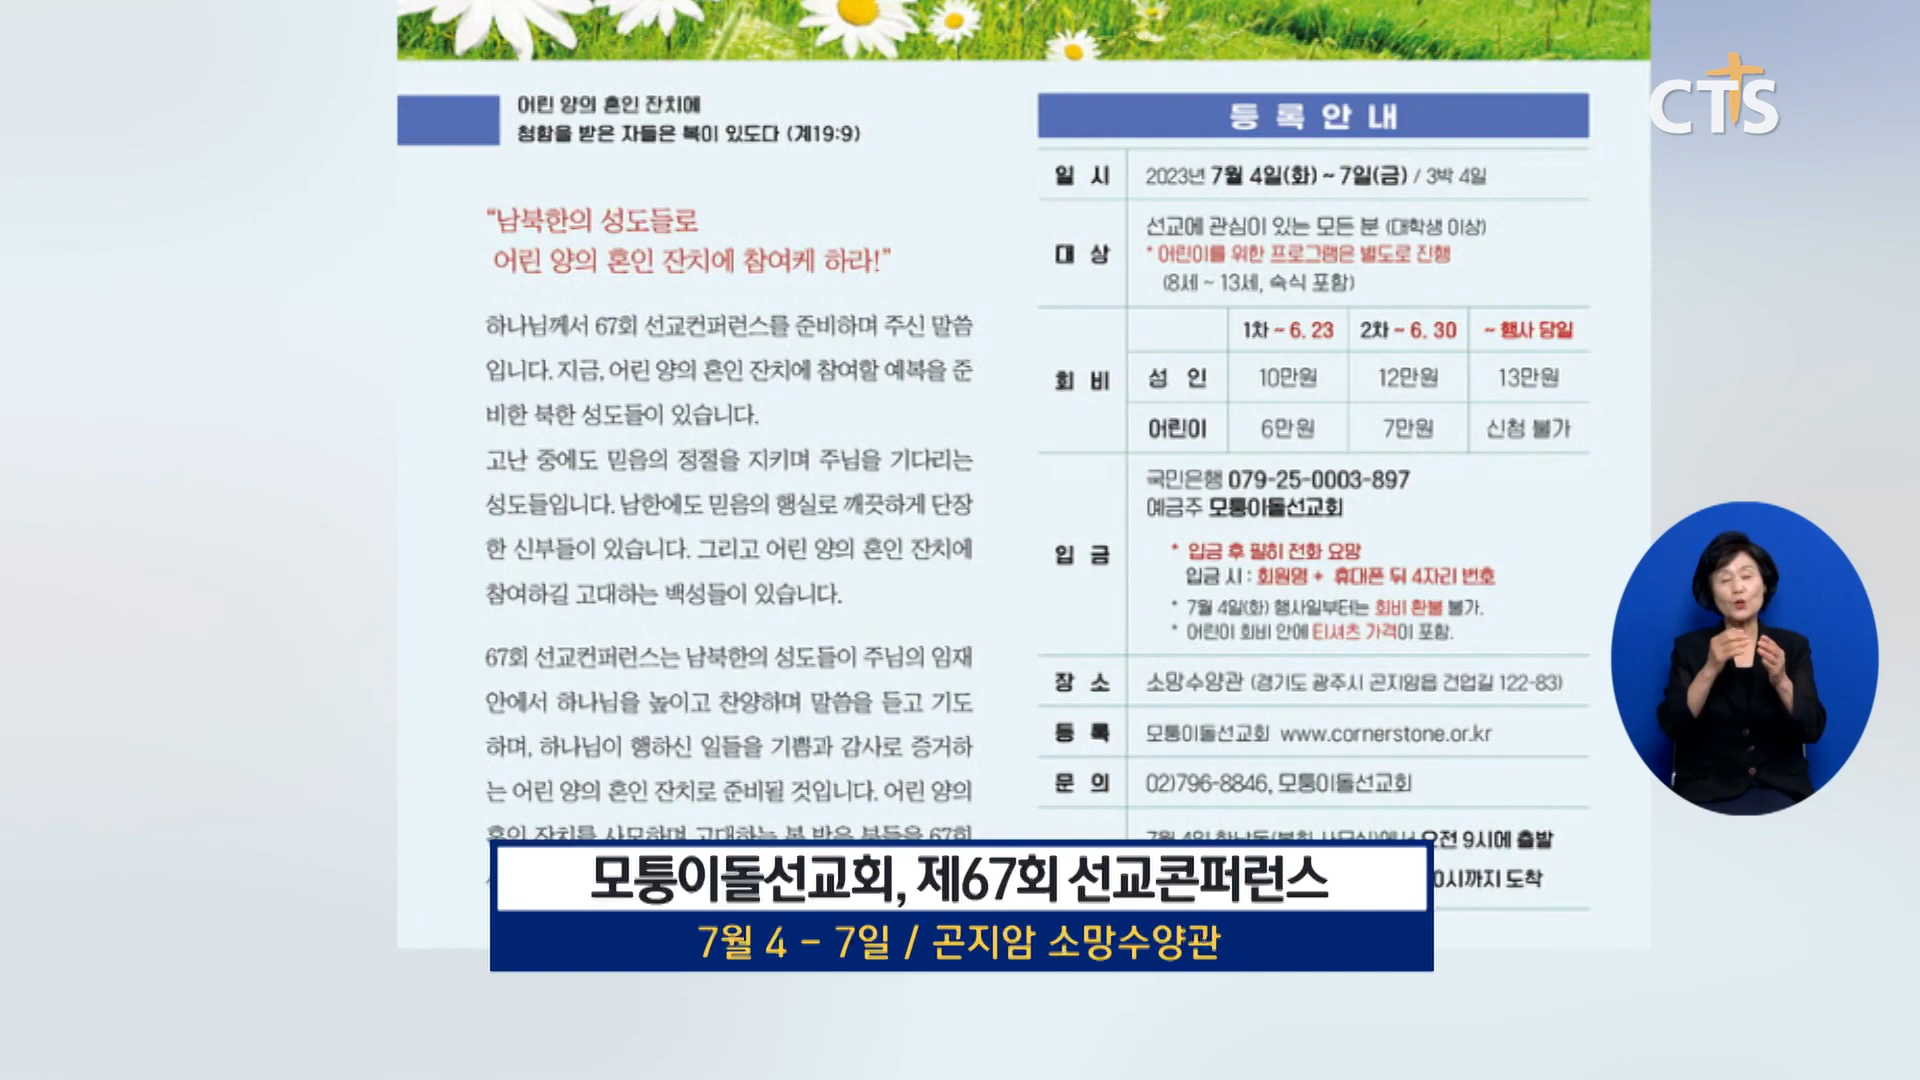 CTS
어린 양의 혼인 잔치에
청함을 받은 자들은 복이 있도다 (계19:9)
“남북한의 성도들로
어린 양의 혼인 잔치에 참여케 하라!”
하나님께서 67회 선교컨퍼런스를 준비하며 주신 말씀
입니다. 지금, 어린 양의 혼인 잔치에 참여할 예복을 준
비한 북한 성도들이 있습니다.
고난 중에도 믿음의 정절을 지키며 주님을 기다리는
성도들입니다. 남한에도 믿음의 행실로 깨끗하게 단장
한 신부들이 있습니다. 그리고 어린 양의 혼인 잔치에
참여하길 고대하는 백성들이 있습니다.
67회 선교컨퍼런스는 남북한의 성도들이 주님의 임재
안에서 하나님을 높이고 찬양하며 말씀을 듣고 기도
하며, 하나님이 행하신 일들을 기쁨과 감사로 증거하
는 어린 양의 혼인 잔치로 준비될 것입니다. 어린 양의
혼인 잔치를 사모하며 고대하는 복 받은 분들을 67회
등록안내
일시 2023년 7월 4일(화) ~ 7일(금) / 3박 4일
대상 선교에 관심이 있는 모든 분 (대학생 이상)
* 어린이를 위한 프로그램은 별도로 진행
(8세 ~ 13세, 숙식 포함)
회비 1차 ~ 6. 23 2차 ~ 6. 30 ~ 행사 당일
성인 10만원 12만원 13만원
어린이 6만원 7만원 신청 불가
입금 국민은행 079-25-0003-897
예금주 모퉁이돌선교회
* 입금 후 필히 전화 요망
입금 시 : 회원명 + 휴대폰 뒤 4자리 번호
* 7월 4일(화) 행사일부터는 회비 환불 불가.
* 어린이 회비 안에 티셔츠 가격이 포함.
장소 소망수양관 (경기도 광주시 곤지암읍 건업길 122-83)
등록 모퉁이돌선교회 www.cornerstone.or.kr
문의 02)796-8846, 모퉁이돌선교회
7월 4일 오전 9시에 출발
0시까지 도착
모퉁이돌선교회, 제67회 선교콘퍼런스
7월 4 - 7일 / 곤지암 소망수양관